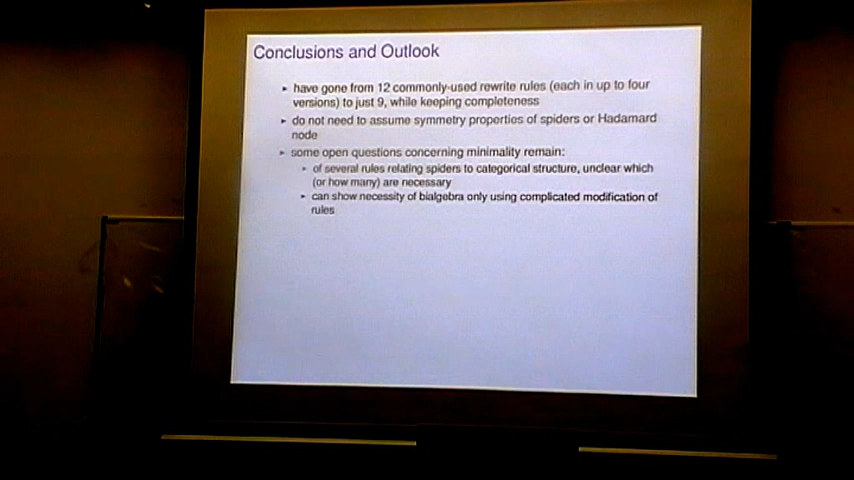 Conclusions and Outlook
▸ have gone from 12 commonly-used rewrite rules (each in up to four
versions) to just 9, while keeping completeness
▸ do not need to assume symmetry properties of spiders or Hadamard
node
▸ some open questions concerning minimality remain:
▸ of several rules relating spiders to categorical structure, unclear which
(or how many) are necessary
▸ can show necessity of bialgebra only using complicated modification of
rules